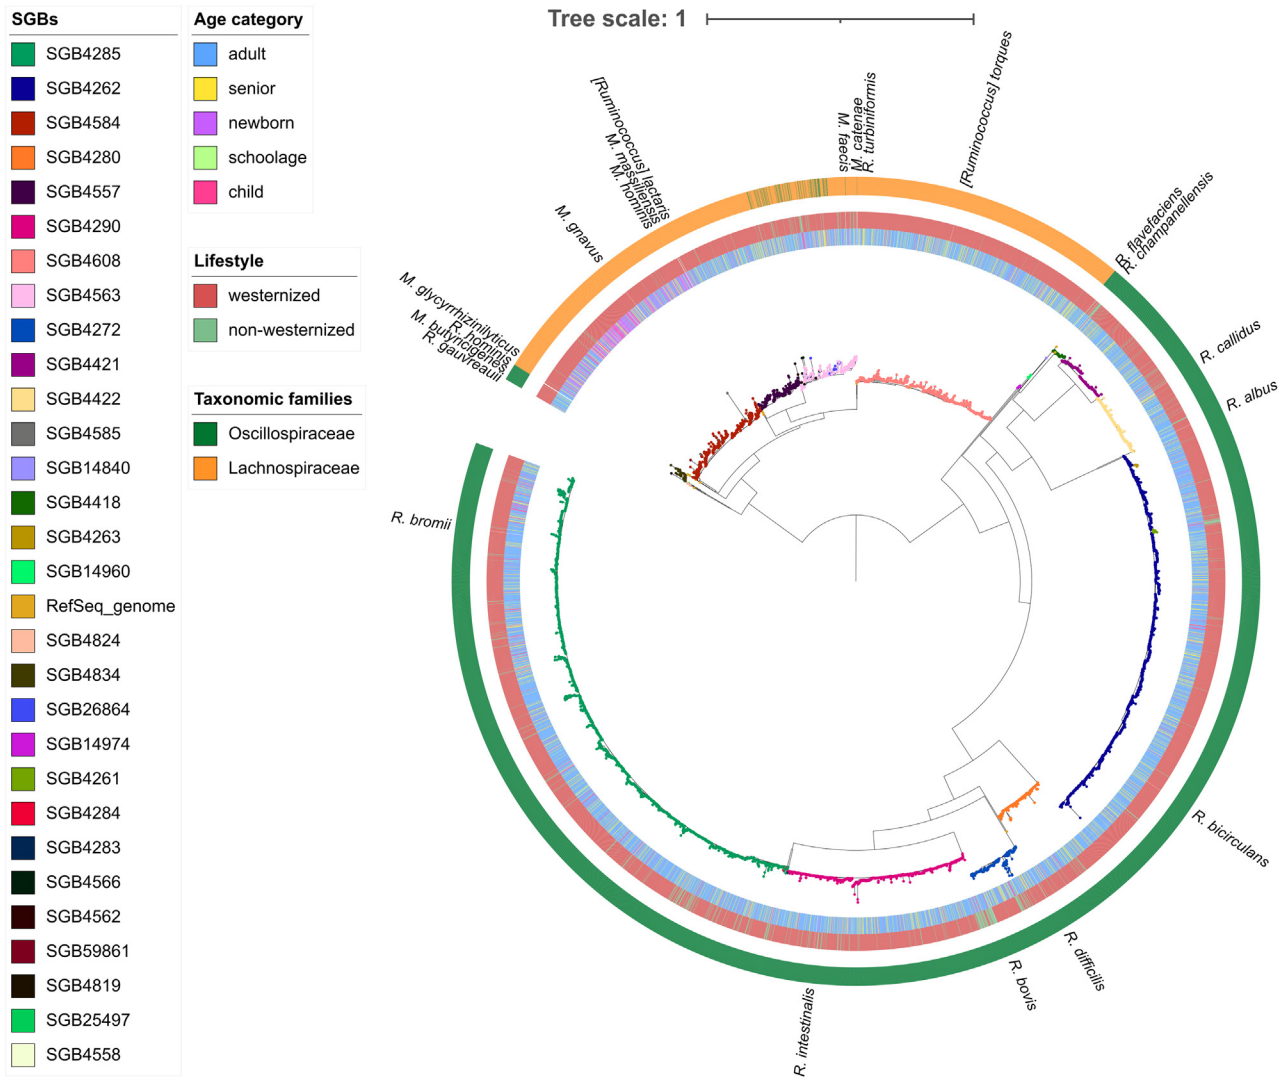 SGBs
SGB4285
SGB4262
SGB4584
SGB4280
SGB4557
SGB4290
SGB4608
SGB4563
SGB4272
SGB4421
SGB4422
SGB4585
SGB14840
SGB4418
SGB4263
SGB14960
RefSeq_genome
SGB4824
SGB4834
SGB26864
SGB14974
SGB4261
SGB4284
SGB4283
SGB4566
SGB4562
SGB59861
SGB4819
SGB25497
SGB4558
Age category
adult
senior
newborn
schoolage
child
Lifestyle
westernized
non-westernized
Taxonomic families
Oscillospiraceae
Lachnospiraceae
Tree scale: 1
R. bromii
R. gauvreauii
M. butyricigenes
R. hominis
M. glycyrrhizinilyticus
M. gnavus
M. hominis
M. massiliensis
[Ruminococcus] lactaris
M. faecis
M. catenae
R. turbiniformis
[Ruminococcus] torques
R. flavefaciens
R. champanellensis
R. callidus
R. albus
R. bicirculans
R. difficilis
R. bovis
R. intestinalis